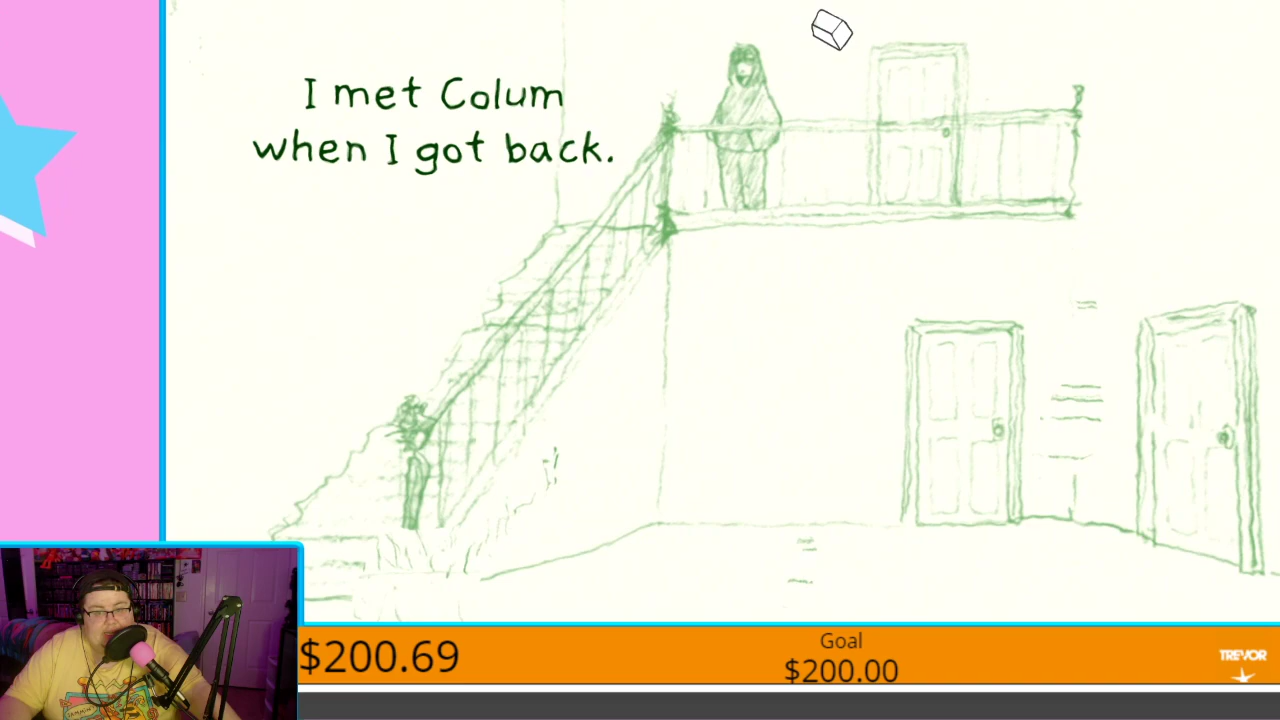 I met Colum
when I got back.
$200.69
Goal
$200.00
TREVOR